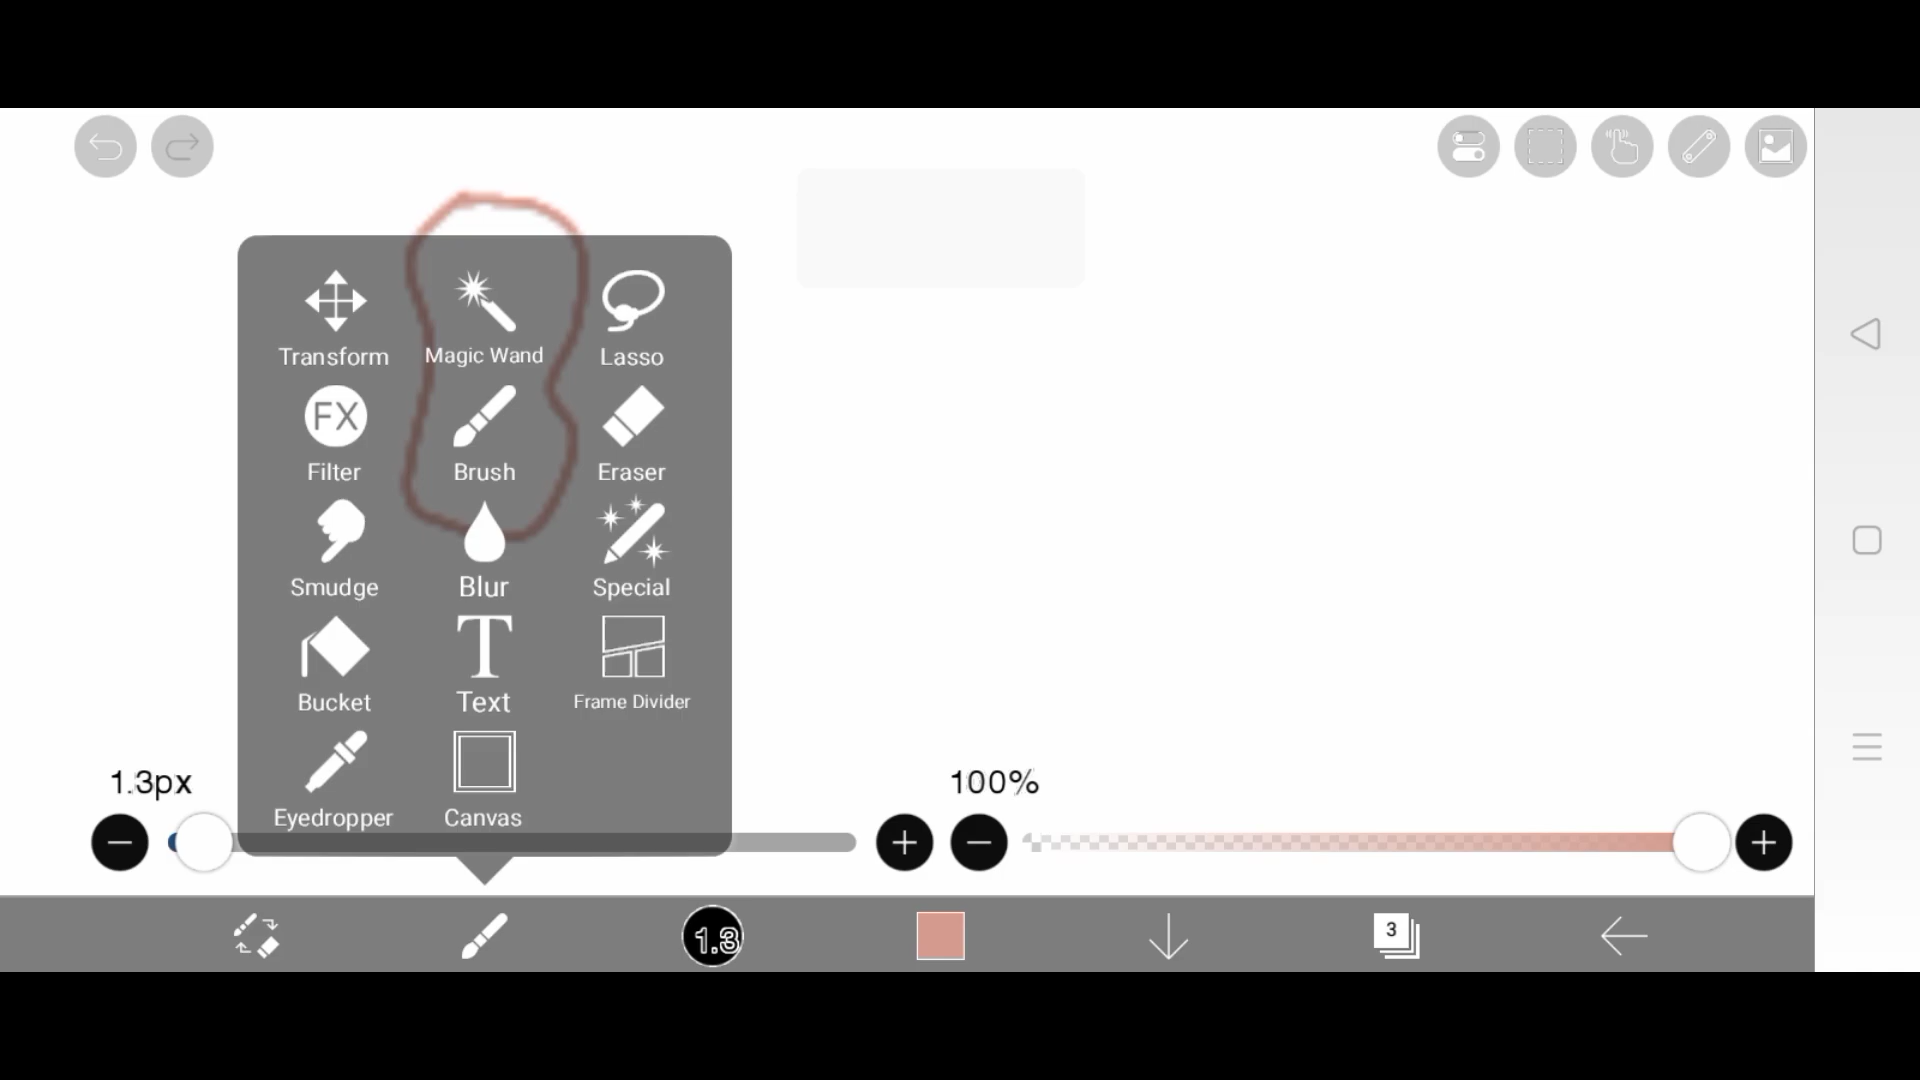 Transform Magic Wand Lasso
FX
Filter Brush Eraser
Smudge Blur Special
T
Bucket Text Frame Divider
1.3px
100%
Eyedropper Canvas
1.3
3